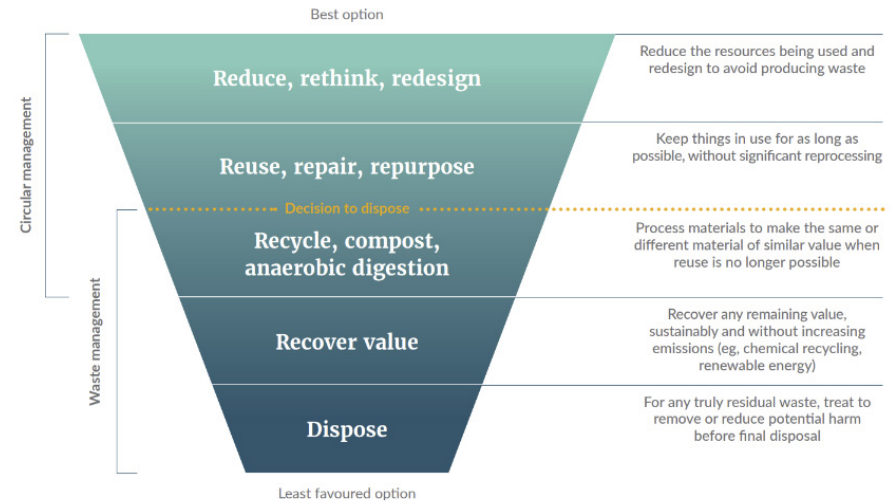 Best option
Circular management
Waste management
Reduce, rethink, redesign
Reduce the resources being used and
redesign to avoid producing waste
Reuse, repair, repurpose
Keep things in use for as long as
possible, without significant reprocessing
Decision to dispose
Recycle, compost,
anaerobic digestion
Process materials to make the same or
different material of similar value when
reuse is no longer possible
Recover value
Recover any remaining value,
sustainably and without increasing
emissions (eg, chemical recycling,
renewable energy)
Dispose
For any truly residual waste, treat to
remove or reduce potential harm
before final disposal
Least favoured option